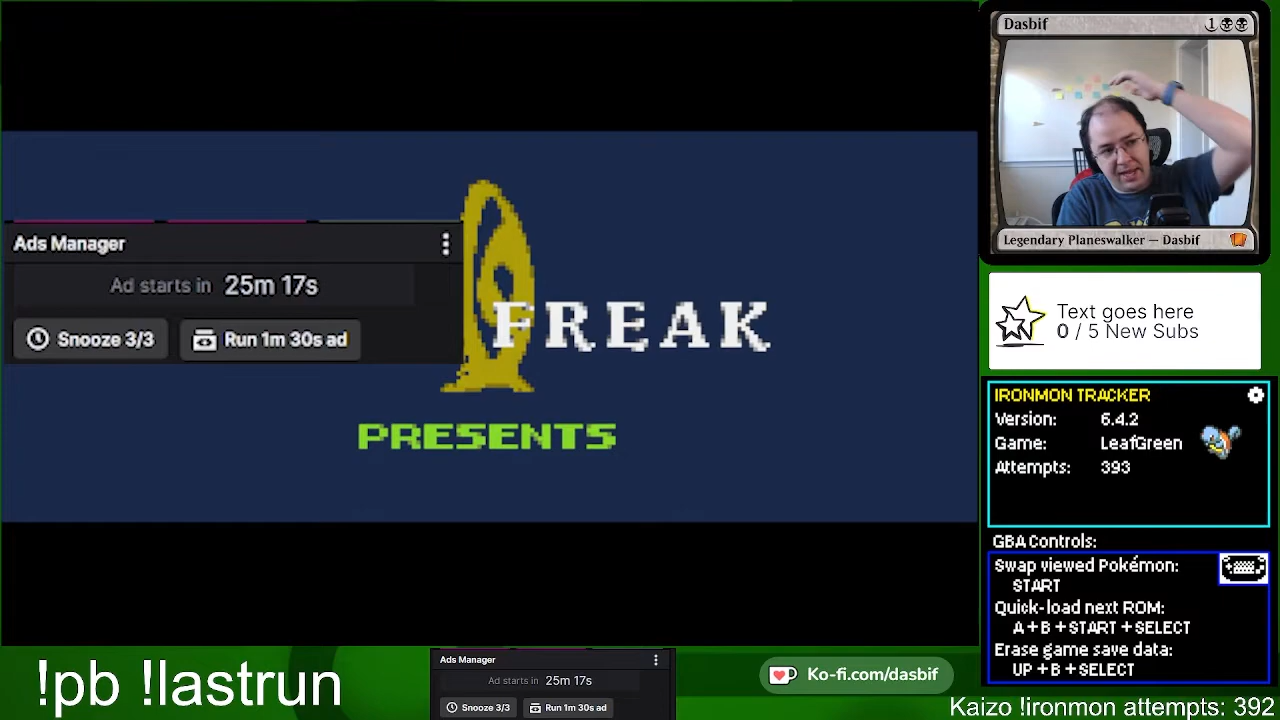 Ads Manager
Ad starts in 25m 17s
Snooze 3/3
Run 1m 30s ad
FREAK
PRESENTS
Dasbif
1
Legendary Planeswalker — Dasbif
Text goes here
0 / 5 New Subs
IRONMON TRACKER
Version: 6.4.2
Game: LeafGreen
Attempts: 393
GBA Controls:
Swap viewed Pokémon:
START
Quick-load next ROM:
A + B + START + SELECT
Erase game save data:
UP + B + SELECT
!pb !lastrun
Ads Manager
Ad starts in 25m 17s
Snooze 3/3
Run 1m 30s ad
Ko-fi.com/dasbif
Kaizo !ironmon attempts: 392